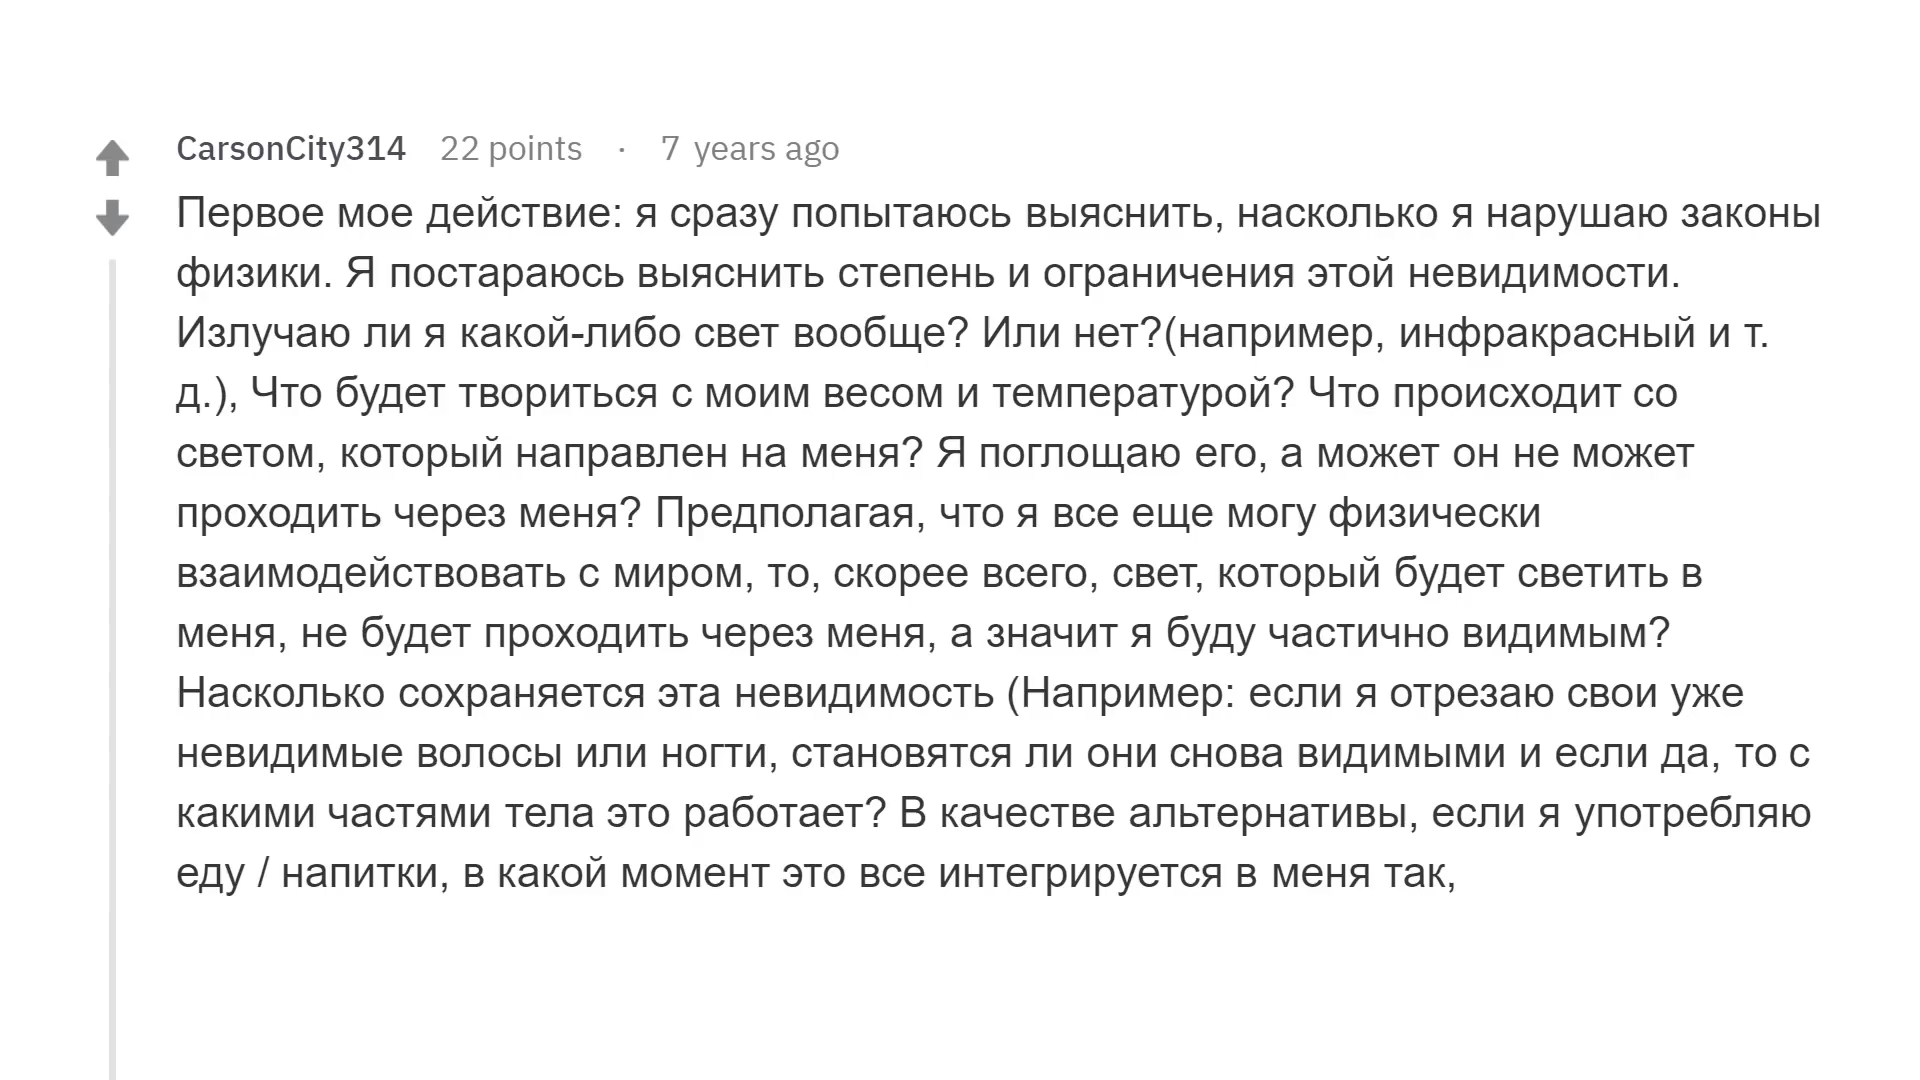 CarsonCity314 22 points · 7 years ago
Первое мое действие: я сразу попытаюсь выяснить, насколько я нарушаю законы
физики. Я постараюсь выяснить степень и ограничения этой невидимости.
Излучаю ли я какой-либо свет вообще? Или нет?(например, инфракрасный и т.
д.), Что будет твориться с моим весом и температурой? Что происходит со
светом, который направлен на меня? Я поглощаю его, а может он не может
проходить через меня? Предполагая, что я все еще могу физически
взаимодействовать с миром, то, скорее всего, свет, который будет светить в
меня, не будет проходить через меня, а значит я буду частично видимым?
Насколько сохраняется эта невидимость (Например: если я отрезаю свои уже
невидимые волосы или ногти, становятся ли они снова видимыми и если да, то с
какими частями тела это работает? В качестве альтернативы, если я употребляю
еду / напитки, в какой момент это все интегрируется в меня так,